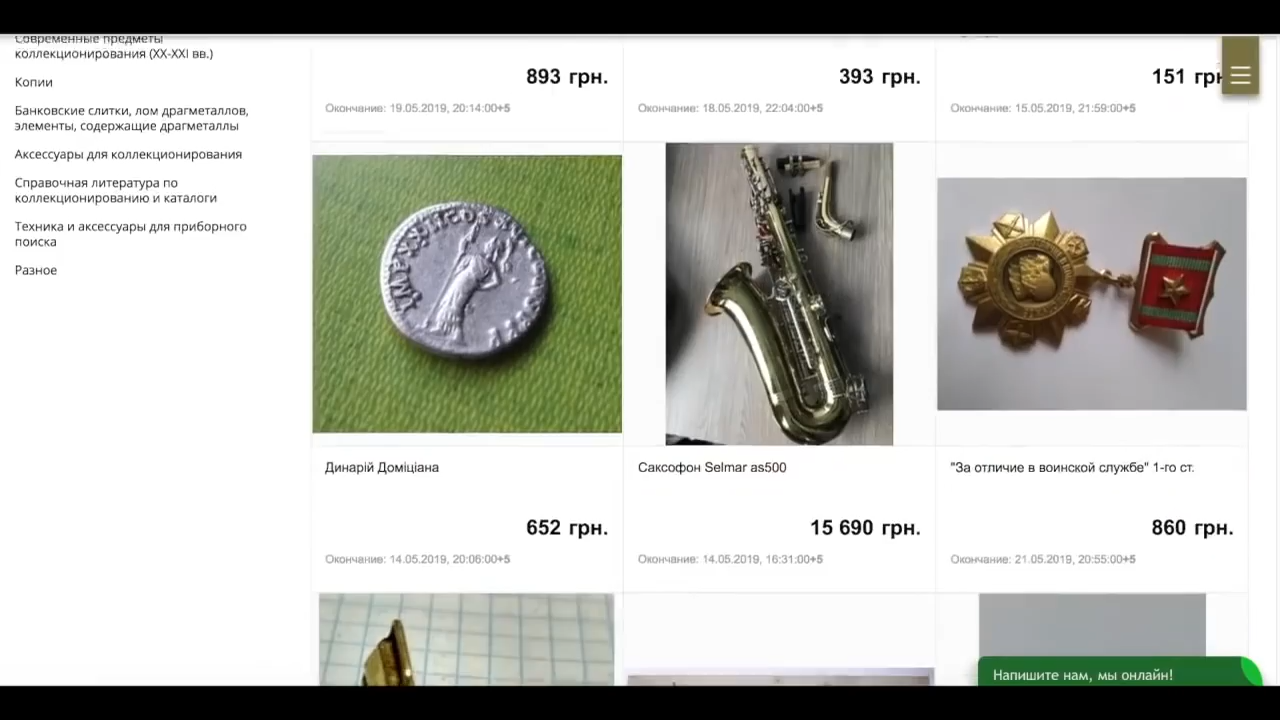 Современные предметы
коллекционирования (XX-XXI вв.)
Копии
Банковские слитки, лом драгметаллов,
элементы, содержащие драгметаллы
Аксессуары для коллекционирования
Справочная литература по
коллекционированию и каталоги
Техника и аксессуары для приборного
поиска
Разное
893 грн.
Окончание: 19.05.2019, 20:14:00+5
393 грн.
Окончание: 18.05.2019, 22:04:00+5
151 грн
Окончание: 15.05.2019, 21:59:00+5
Динарій Доміціана
652 грн.
Окончание: 14.05.2019, 20:06:00+5
Саксофон Selmar as500
15 690 грн.
Окончание: 14.05.2019, 16:31:00+5
"За отличие в воинской службе" 1-го ст.
860 грн.
Окончание: 21.05.2019, 20:55:00+5
Напишите нам, мы онлайн!